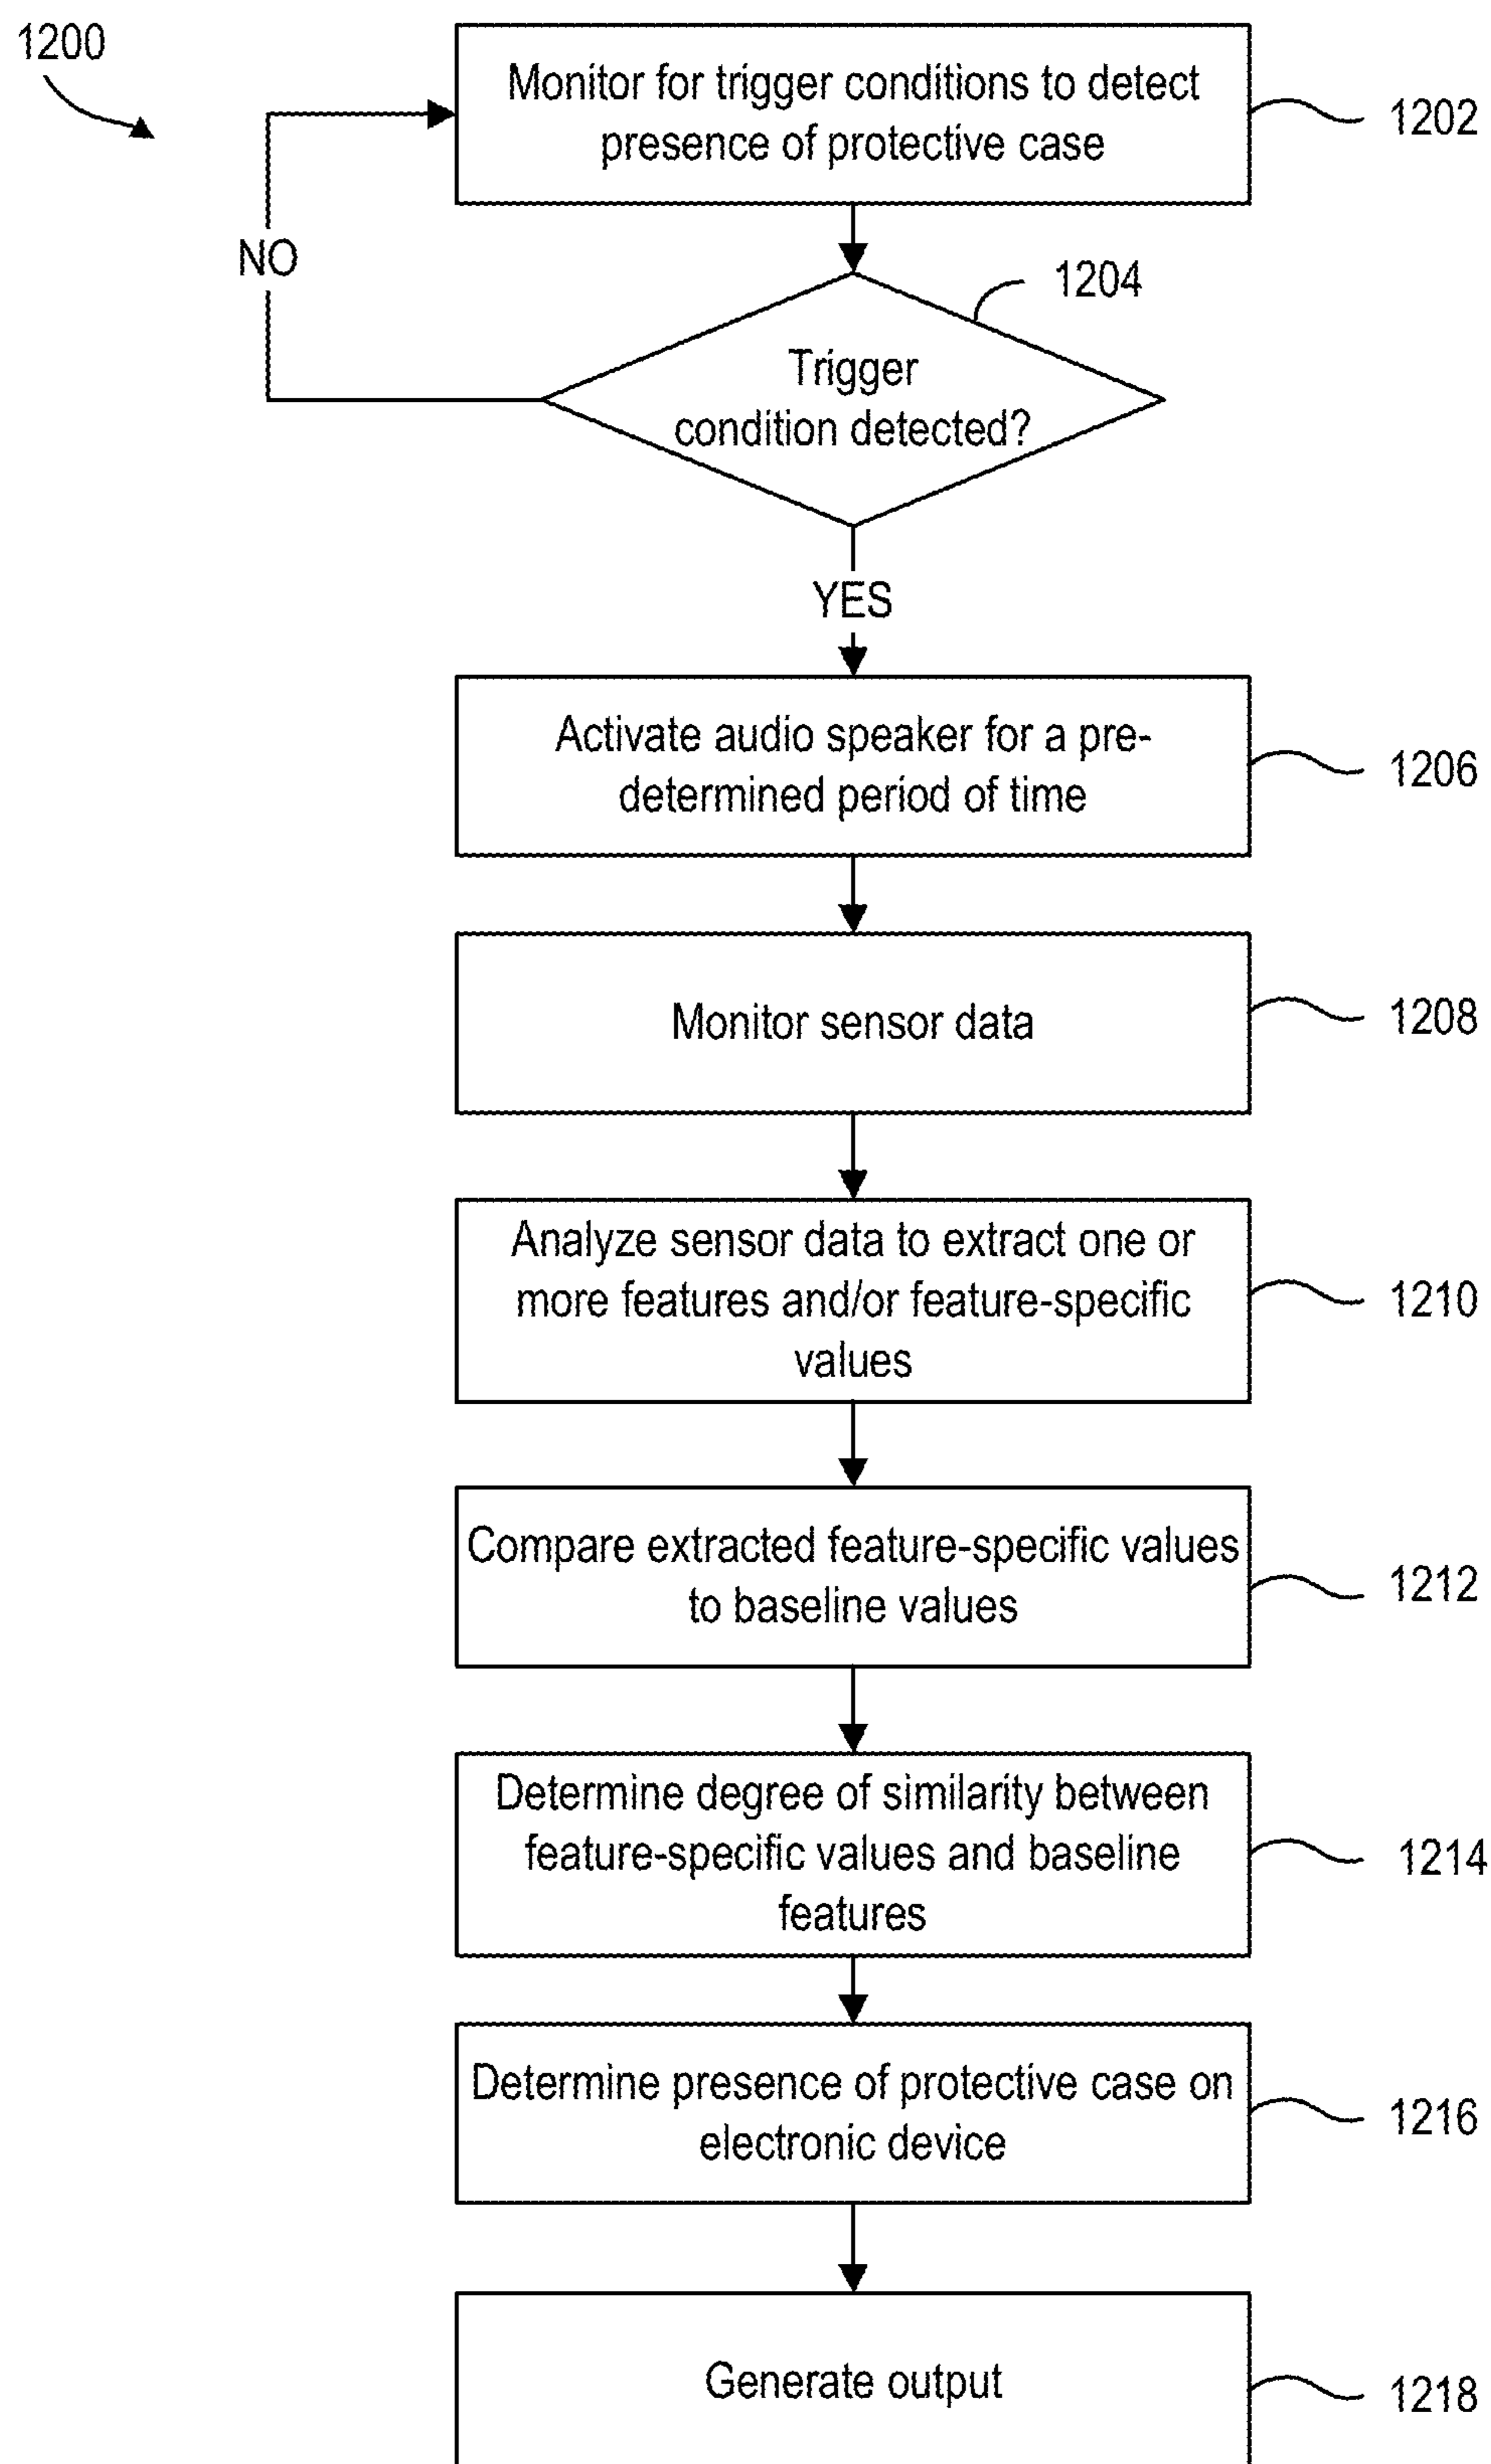 1200
Monitor for trigger conditions to detect
presence of protective case
1202
NO
1204
Trigger
condition detected?
YES
Activate audio speaker for a pre-
determined period of time
1206
Monitor sensor data
1208
Analyze sensor data to extract one or
more features and/or feature-specific
values
1210
Compare extracted feature-specific values
to baseline values
1212
Determine degree of similarity between
feature-specific values and baseline
features
1214
Determine presence of protective case on
electronic device
1216
Generate output
1218